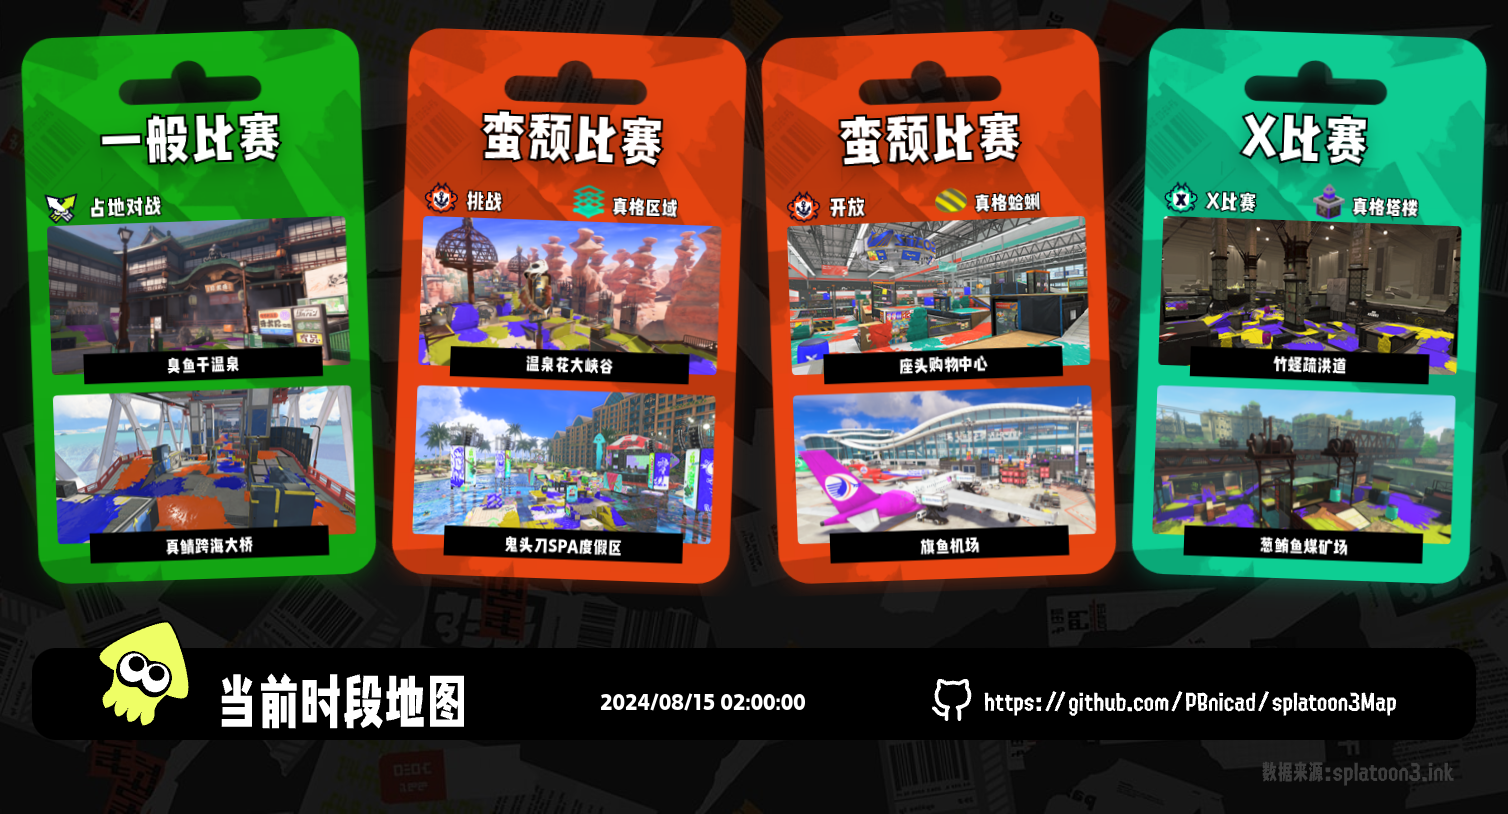 一般比赛
占地对战
臭鱼干温泉
真鲭跨海大桥
蛮颓比赛
挑战
真格区域
温泉花大峡谷
鬼头刀SPA度假区
蛮颓比赛
开放
真格蛤蜊
座头购物中心
旗鱼机场
X比赛
X比赛
真格塔楼
竹蛏疏洪道
葱鲔鱼煤矿场
当前时段地图
2024/08/15 02:00:00
https://github.com/PBnicad/splatoon3Map
数据来源:splatoon3.ink